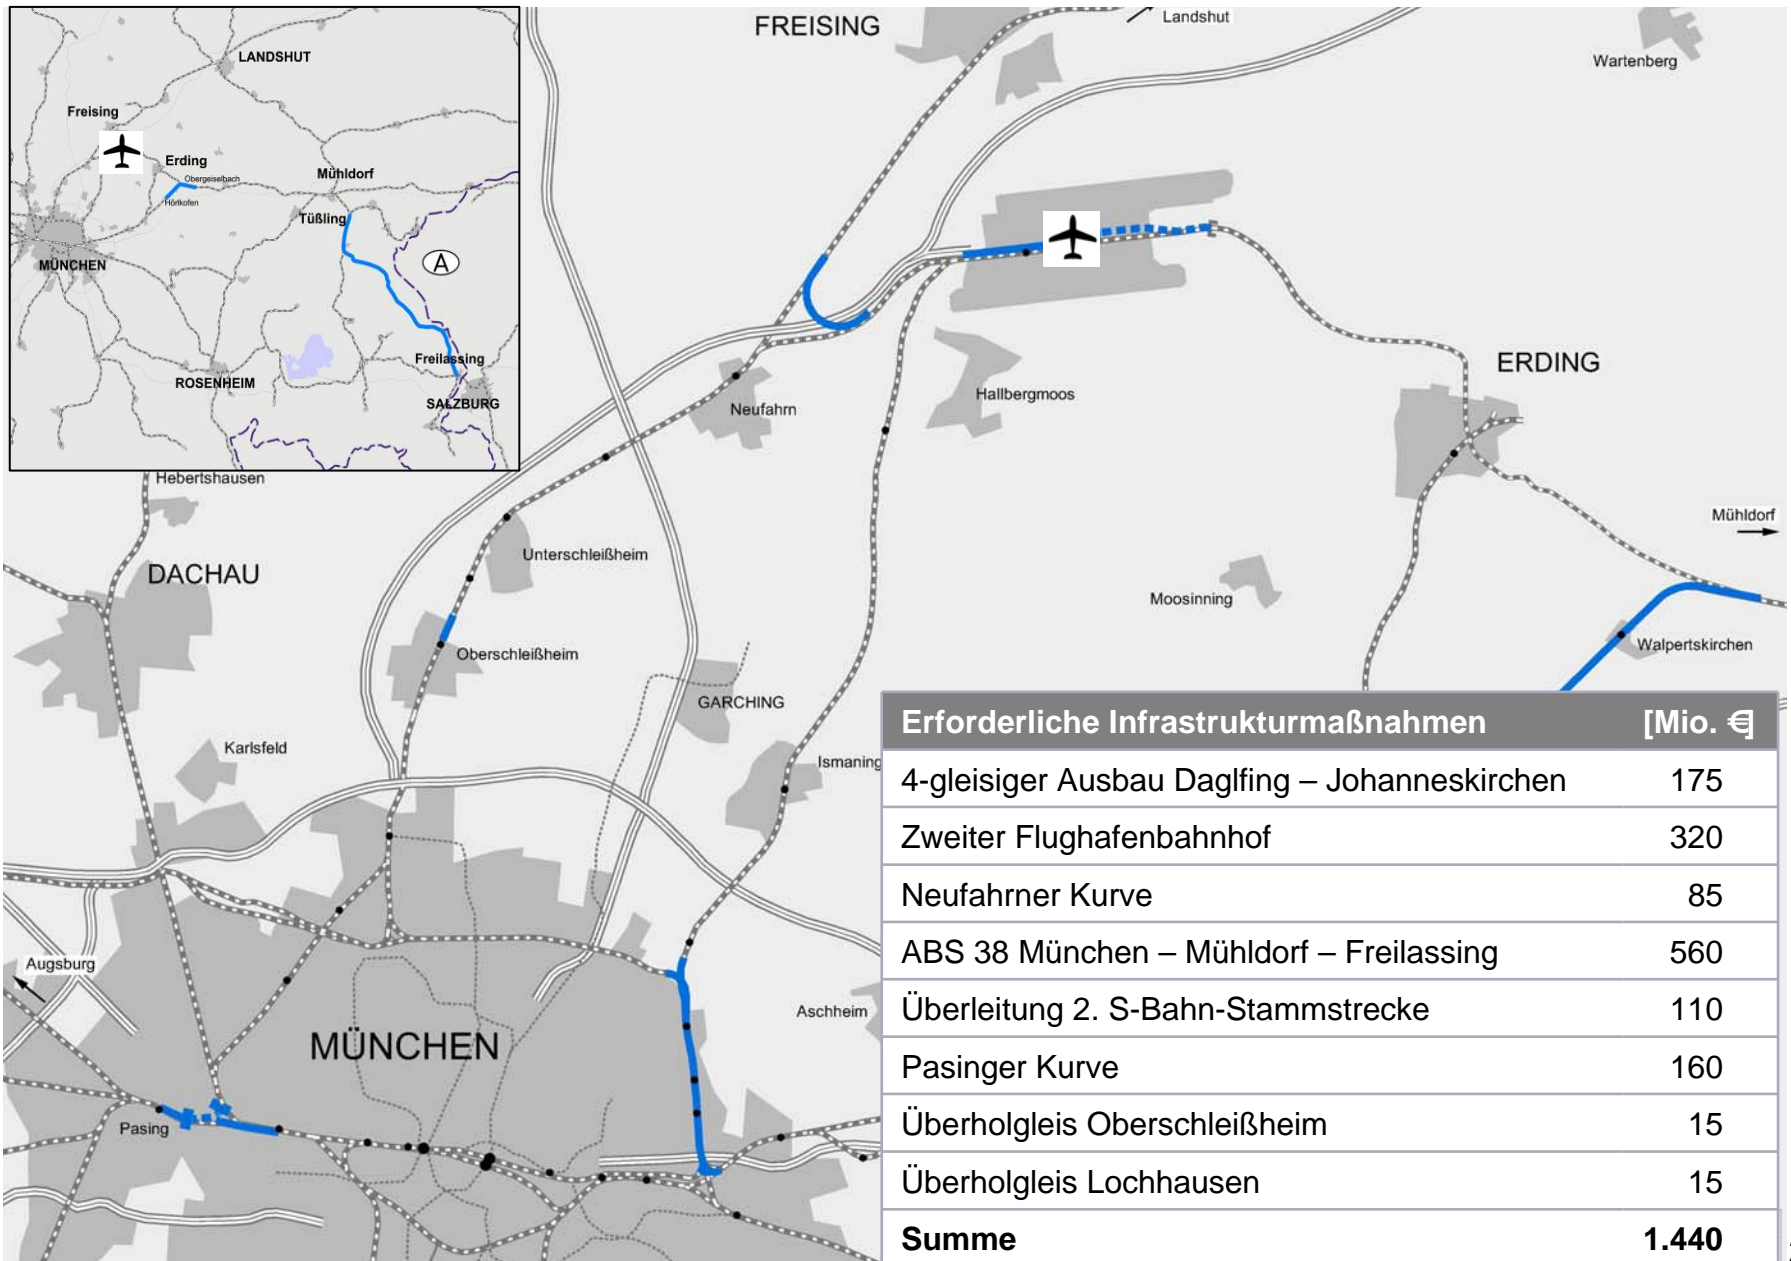 LANDSHUT
Freising
Erding
Obergeiselbach
Hörlkofen
Mühldorf
Tüßling
MÜNCHEN
A
Freilassing
ROSENHEIM
SALZBURG
FREISING
Landshut
Wartenberg
ERDING
Hallbergmoos
Neufahrn
Hebertshausen
Mühldorf
Unterschleißheim
DACHAU
Moosinning
Oberschleißheim
Walpertskirchen
GARCHING
Karlsfeld
Ismaning
Augsburg
Aschheim
MÜNCHEN
Pasing
Erforderliche Infrastrukturmaßnahmen [Mio. €]
4-gleisiger Ausbau Daglfing – Johanneskirchen 175
Zweiter Flughafenbahnhof 320
Neufahrner Kurve 85
ABS 38 München – Mühldorf – Freilassing 560
Überleitung 2. S-Bahn-Stammstrecke 110
Pasinger Kurve 160
Überholgleis Oberschleißheim 15
Überholgleis Lochhausen 15
Summe 1.440